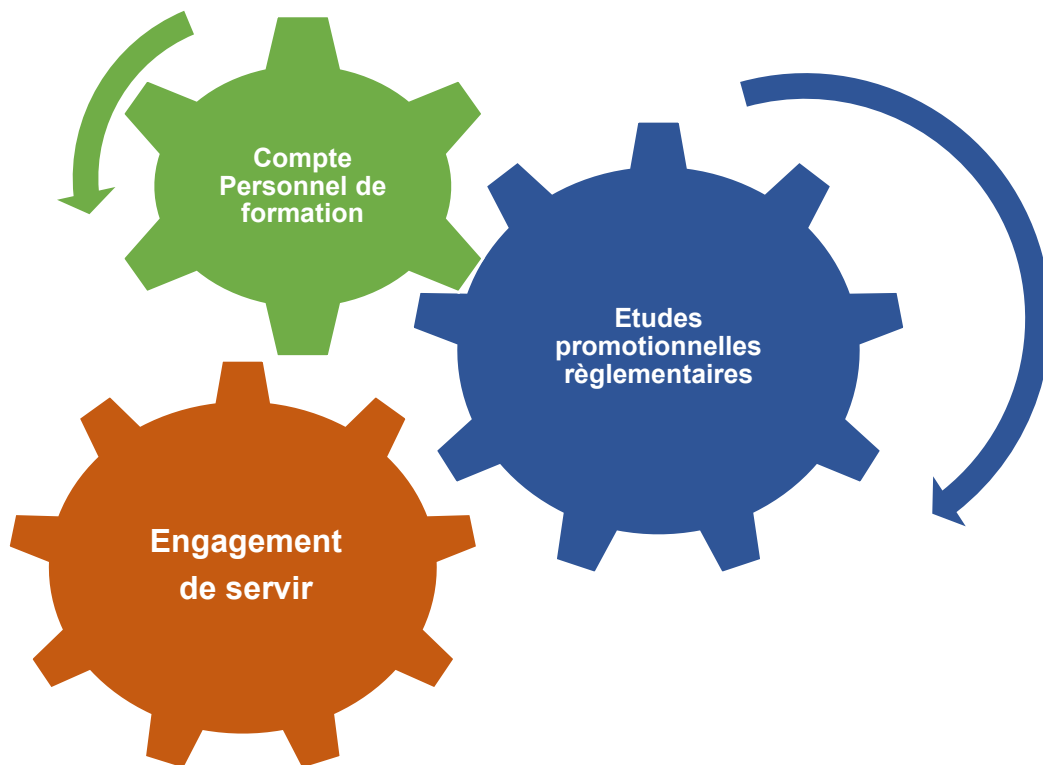 Compte
Personnel de
formation
Etudes
promotionnelles
règlementaires
Engagement
de servir